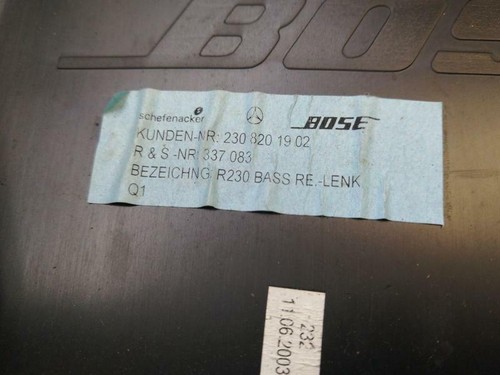 BOSE
schefenacker
BOSE
KUNDEN-NR: 230 820 19 02
R & S -NR: 337 083
BEZEICHNG. R230 BASS RE.-LENK
Q1
232
11.06.2003